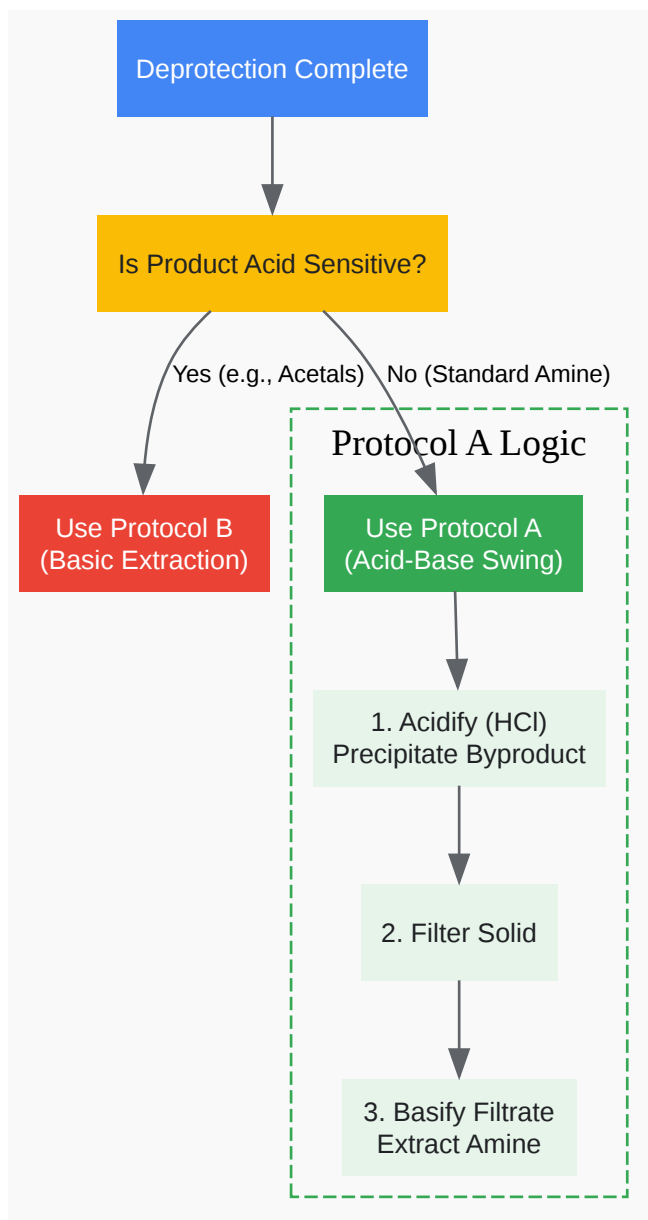 Deprotection Complete
Is Product Acid Sensitive?
Yes (e.g., Acetals)
No (Standard Amine)
Protocol A Logic
Use Protocol B
(Basic Extraction)
Use Protocol A
(Acid-Base Swing)
1. Acidify (HCl)
Precipitate Byproduct
2. Filter Solid
3. Basify Filtrate
Extract Amine